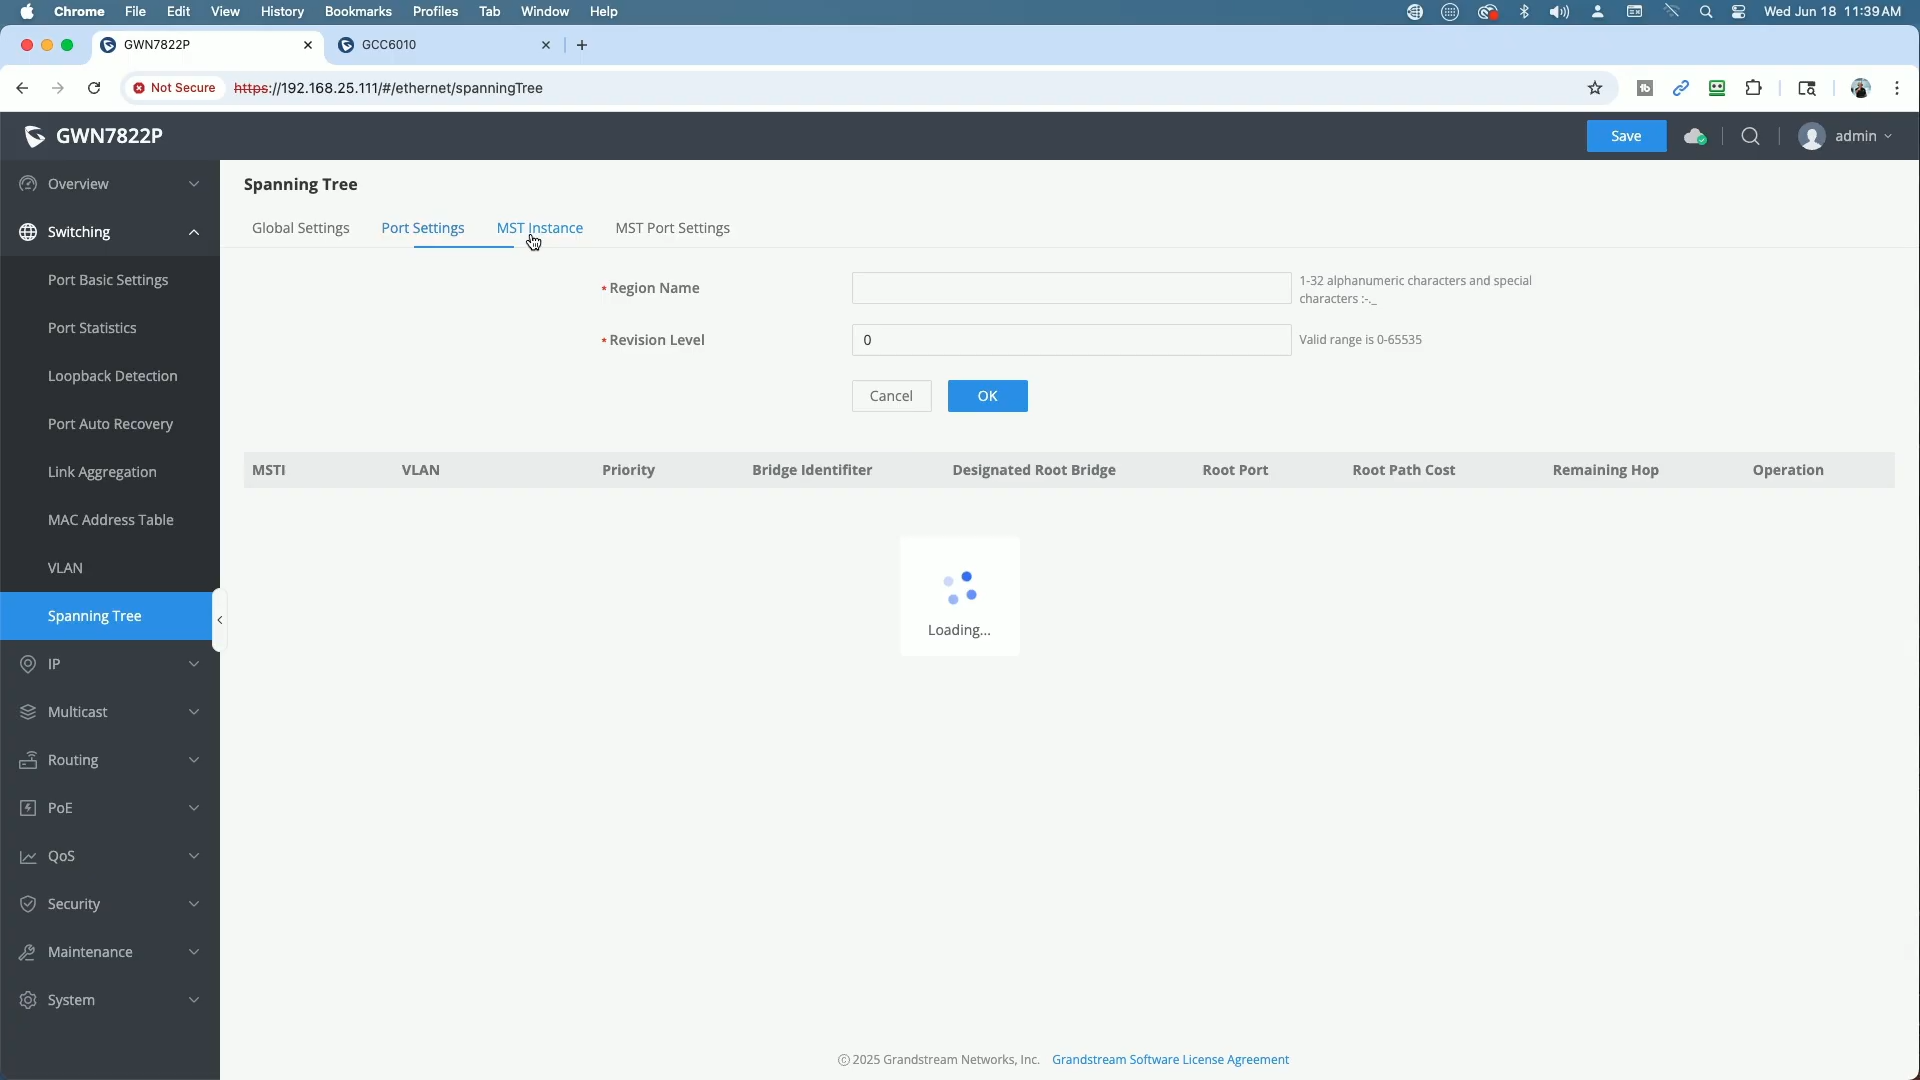 Chrome File Edit View History Bookmarks Profiles Tab Window Help Wed Jun 18 11:39 AM
GWN7822P GCC6010
Not Secure https://192.168.25.111/#/ethernet/spanningTree
GWN7822P Save admin
Overview
Switching
Port Basic Settings
Port Statistics
Loopback Detection
Port Auto Recovery
Link Aggregation
MAC Address Table
VLAN
Spanning Tree
IP
Multicast
Routing
PoE
QoS
Security
Maintenance
System
Spanning Tree
Global Settings Port Settings MST Instance MST Port Settings
* Region Name 1-32 alphanumeric characters and special
characters :-._
* Revision Level 0 Valid range is 0-65535
Cancel OK
MSTI VLAN Priority Bridge Identifiter Designated Root Bridge Root Port Root Path Cost Remaining Hop Operation
Loading...
© 2025 Grandstream Networks, Inc. Grandstream Software License Agreement